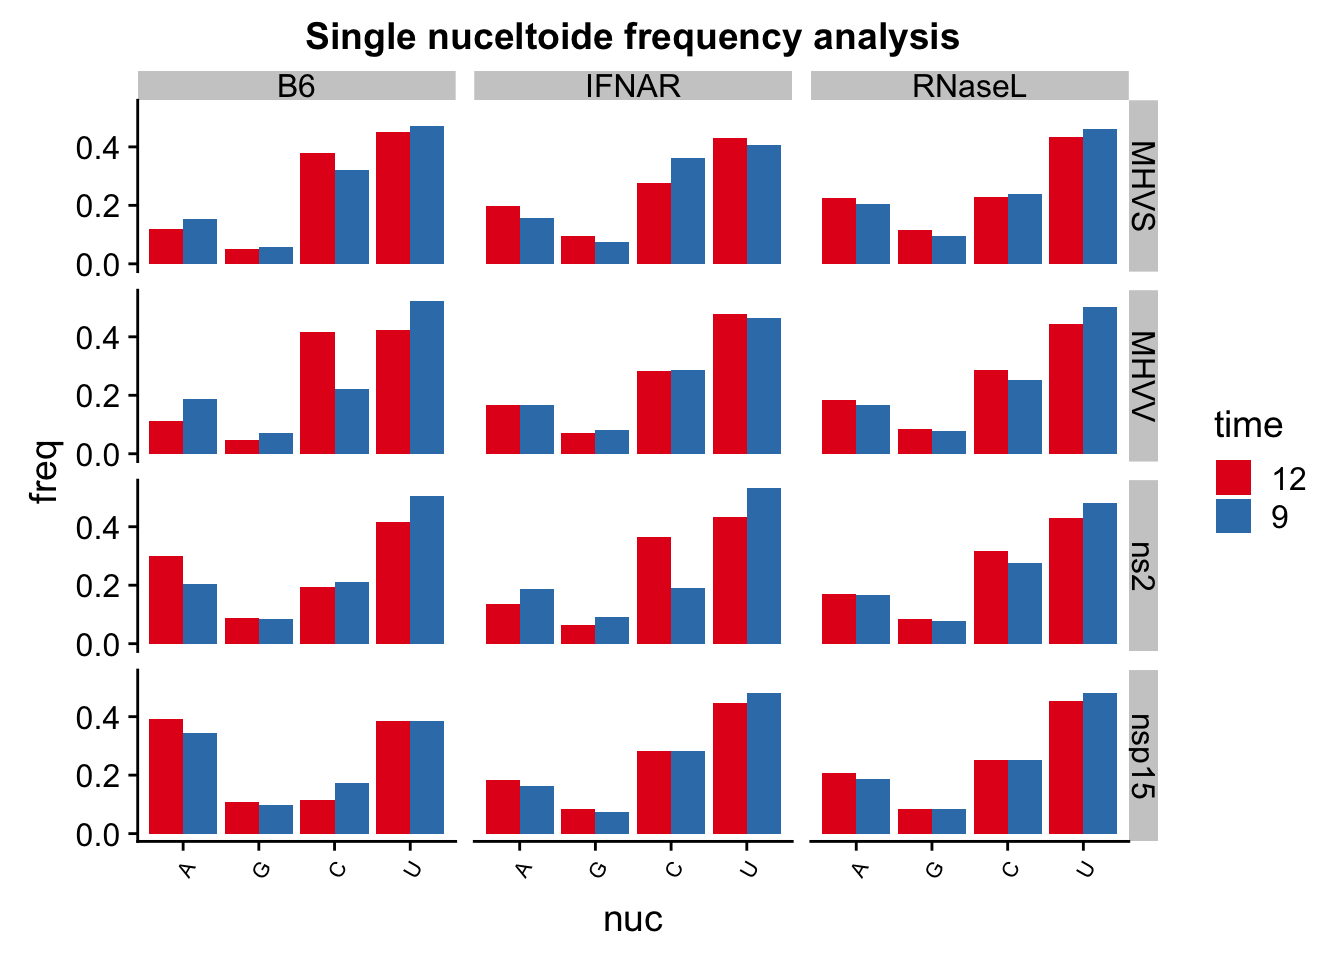 Single nuceltoide frequency analysis
B6 IFNAR RNaseL
0.4
0.2
0.0
MHVS
0.4
0.2
0.0
MHVV
0.4
0.2
0.0
ns2
0.4
0.2
0.0
nsp15
freq
A G C U A G C U A G C U
nuc
time
12
9